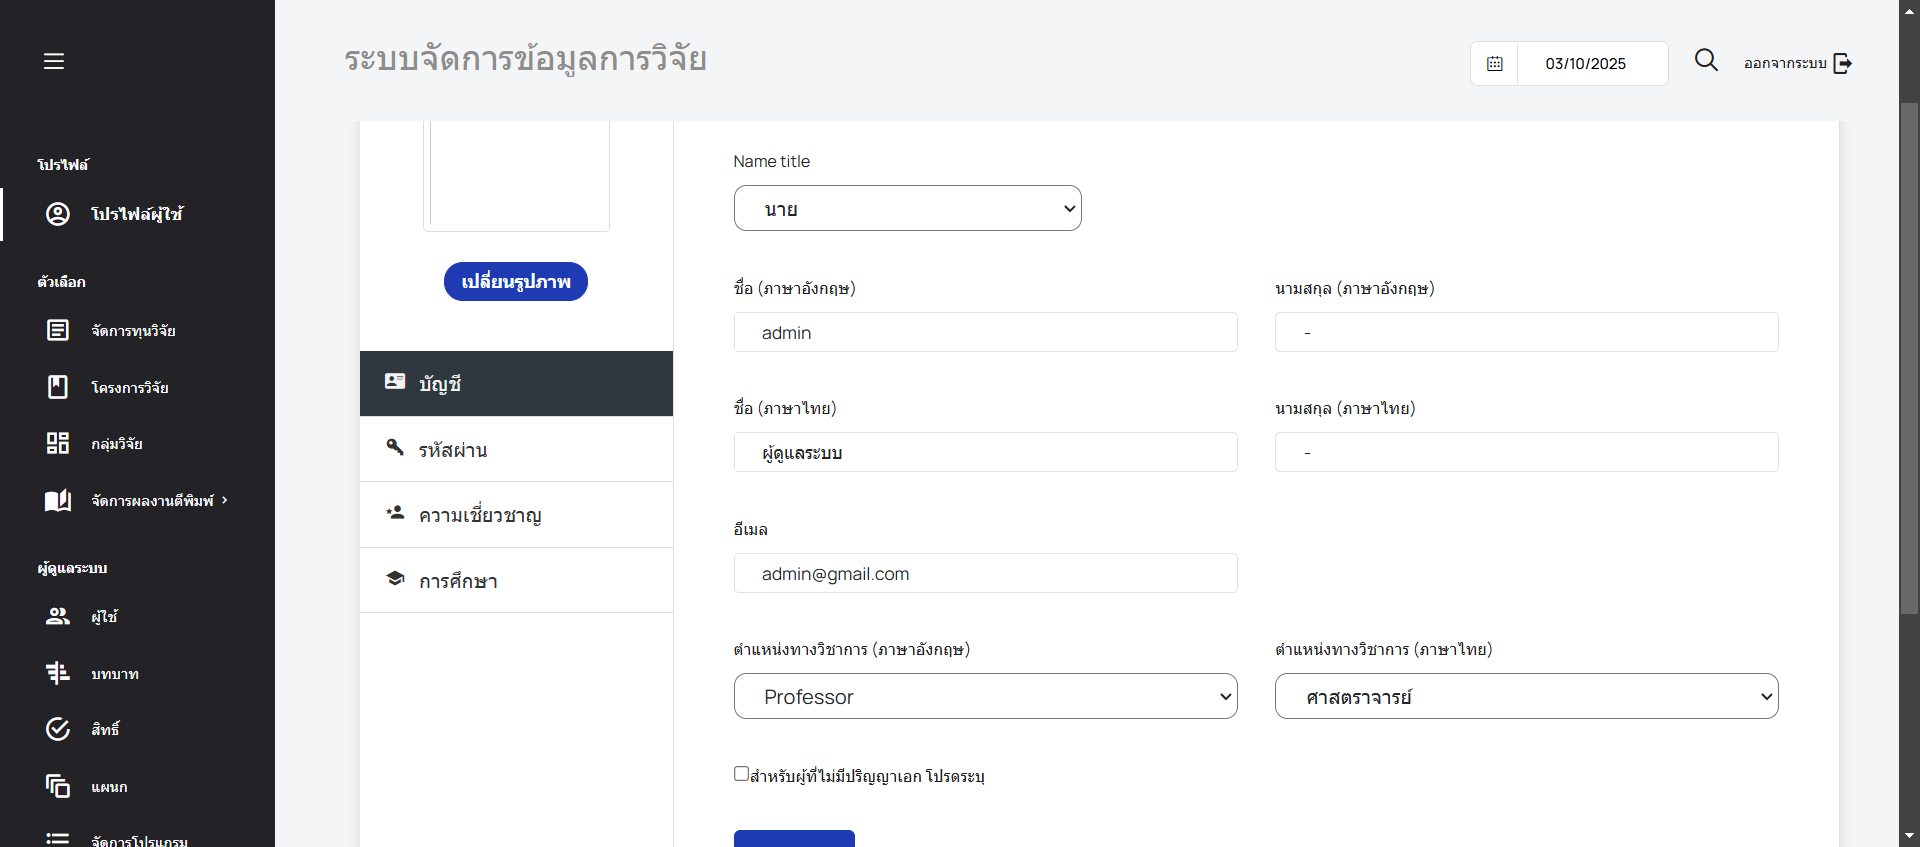 ระบบจัดการข้อมูลการวิจัย
03/10/2025
ออกจากระบบ
โปรไฟล์
โปรไฟล์ผู้ใช้
ตัวเลือก
จัดการทุนวิจัย
โครงการวิจัย
กลุ่มวิจัย
จัดการผลงานตีพิมพ์
ผู้ดูแลระบบ
ผู้ใช้
บทบาท
สิทธิ์
แผนก
จัดการโปรแกรม
เปลี่ยนรูปภาพ
บัญชี
รหัสผ่าน
ความเชี่ยวชาญ
การศึกษา
Name title
นาย
ชื่อ (ภาษาอังกฤษ)
นามสกุล (ภาษาอังกฤษ)
admin
-
ชื่อ (ภาษาไทย)
นามสกุล (ภาษาไทย)
ผู้ดูแลระบบ
-
อีเมล
admin@gmail.com
ตำแหน่งทางวิชาการ (ภาษาอังกฤษ)
ตำแหน่งทางวิชาการ (ภาษาไทย)
Professor
ศาสตราจารย์
สำหรับผู้ที่ไม่มีปริญญาเอก โปรดระบุ